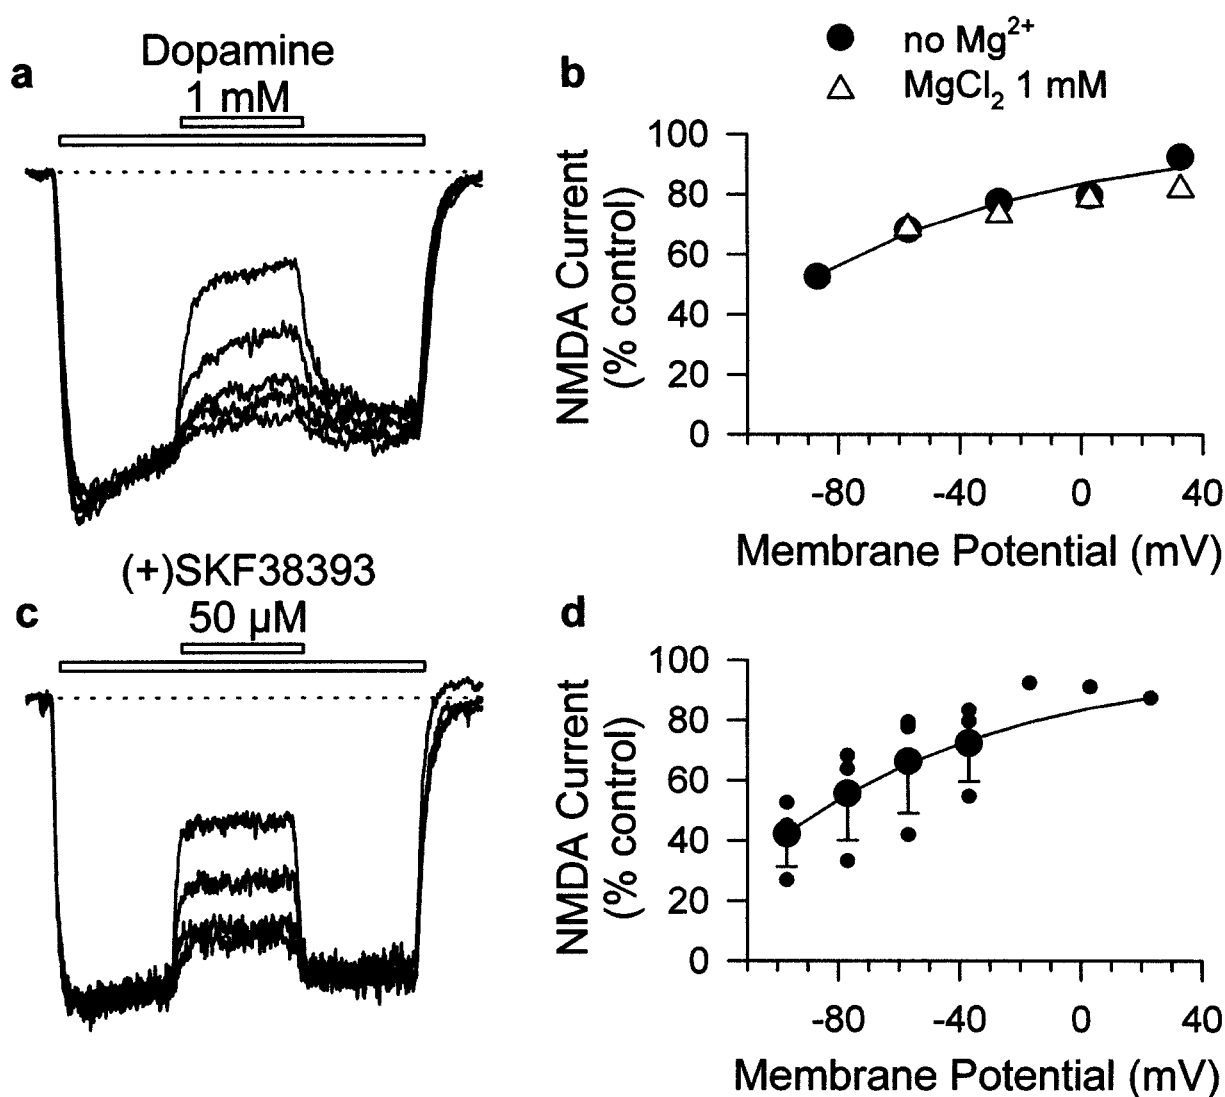 a
Dopamine
1 mM
b
no Mg²⁺
MgCl₂ 1 mM
NMDA Current
(% control)
100
80
60
40
20
0
-80 -40 0 40
Membrane Potential (mV)
(+)SKF38393
c
50 µM
d
NMDA Current
(% control)
100
80
60
40
20
0
-80 -40 0 40
Membrane Potential (mV)